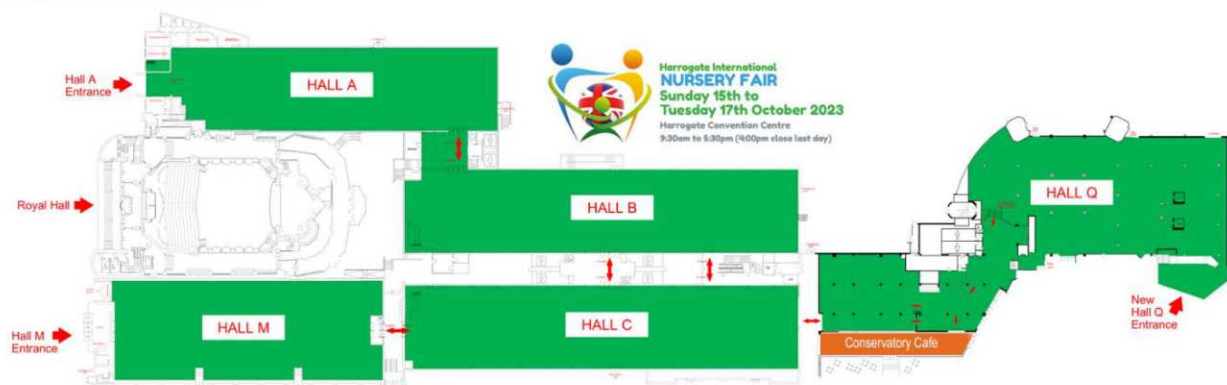 Hall A
Entrance
HALL A
Harrogate International
NURSERY FAIR
Sunday 15th to
Tuesday 17th October 2023
Harrogate Convention Centre
9:30am to 5:30pm (4:00pm close last day)
Royal Hall
HALL B
HALL Q
Hall M
Entrance
HALL M
HALL C
Conservatory Cafe
New
Hall Q
Entrance